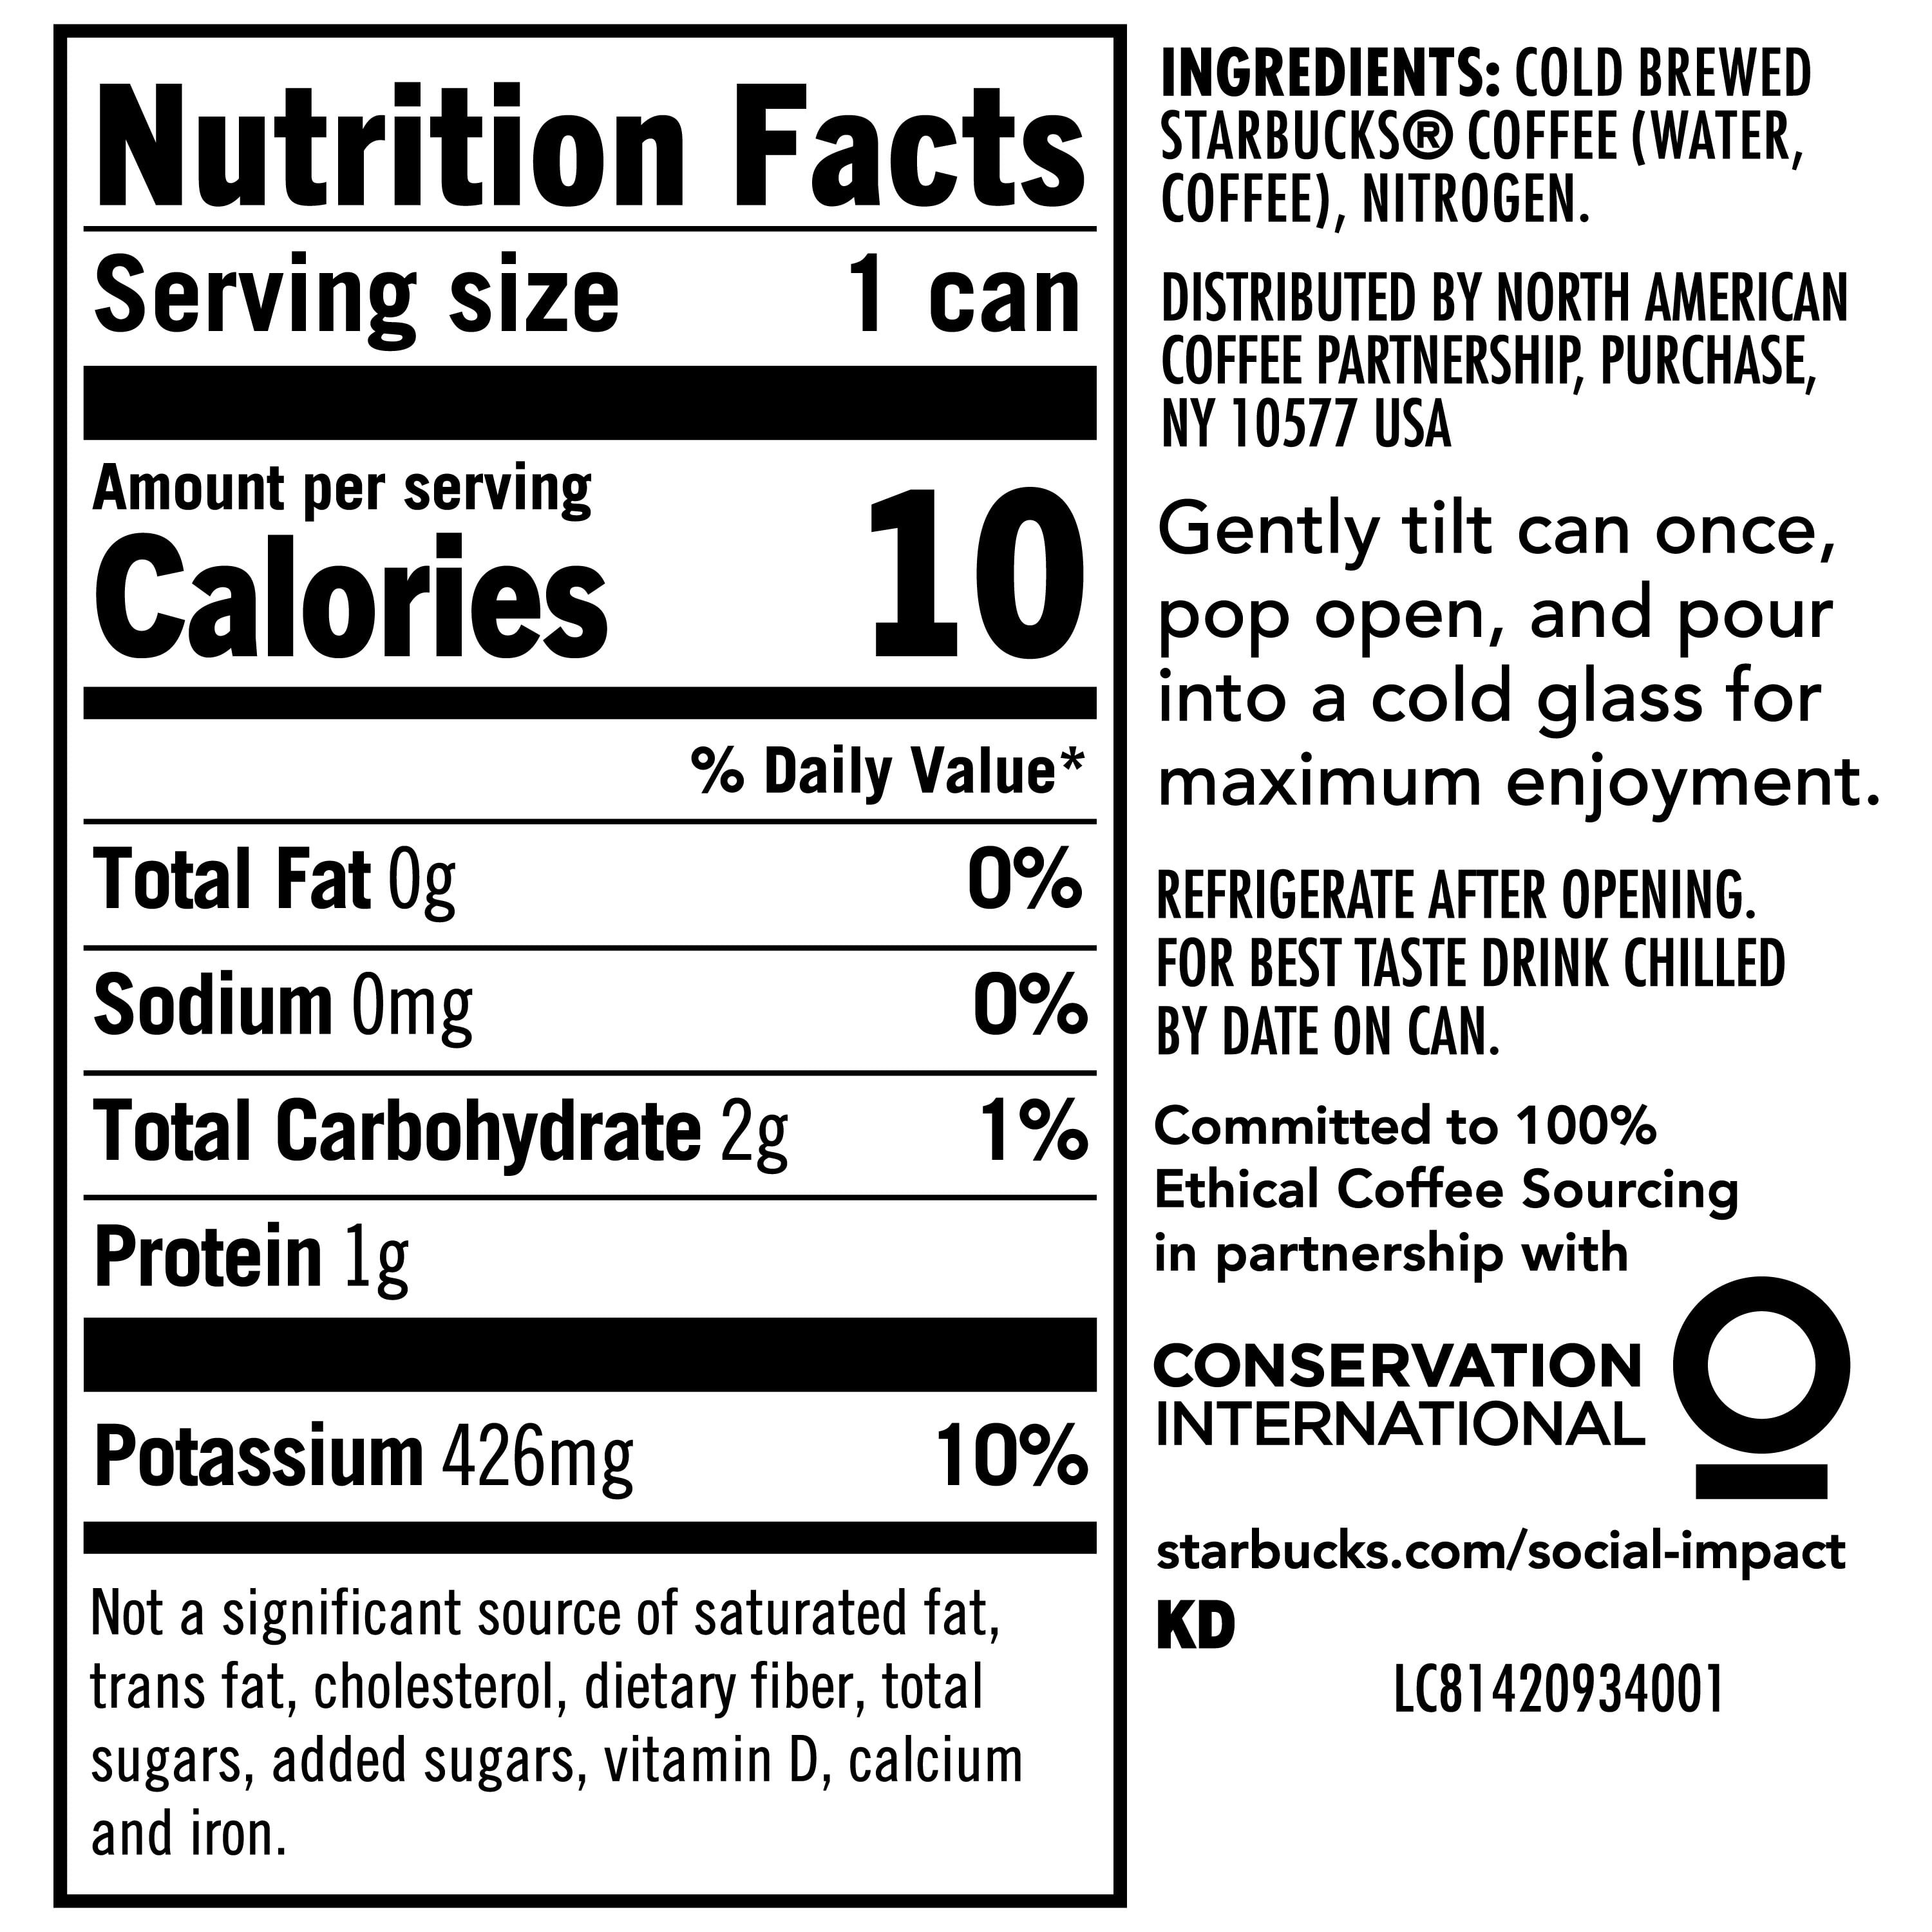 Nutrition Facts
Serving size 1 can
Amount per serving
Calories 10
% Daily Value*
Total Fat 0g 0%
Sodium 0mg 0%
Total Carbohydrate 2g 1%
Protein 1g
Potassium 426mg 10%
Not a significant source of saturated fat,
trans fat, cholesterol, dietary fiber, total
sugars, added sugars, vitamin D, calcium
and iron.
INGREDIENTS: COLD BREWED
STARBUCKS® COFFEE (WATER,
COFFEE), NITROGEN.
DISTRIBUTED BY NORTH AMERICAN
COFFEE PARTNERSHIP, PURCHASE,
NY 10577 USA
Gently tilt can once,
pop open, and pour
into a cold glass for
maximum enjoyment.
REFRIGERATE AFTER OPENING.
FOR BEST TASTE DRINK CHILLED
BY DATE ON CAN.
Committed to 100%
Ethical Coffee Sourcing
in partnership with
CONSERVATION
INTERNATIONAL
starbucks.com/social-impact
KD
LC81420934001